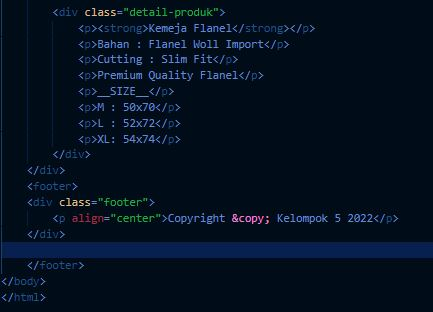 <div class="detail-produk">
<p><strong>Kemeja Flanel</strong></p>
<p>Bahan : Flanel Woll Import</p>
<p>Cutting : Slim Fit</p>
<p>Premium Quality Flanel</p>
<p>__SIZE__</p>
<p>M : 50x70</p>
<p>L : 52x72</p>
<p>XL: 54x74</p>
</div>
</div>
<footer>
<div class="footer">
<p align="center">Copyright &copy; Kelompok 5 2022</p>
</div>
</footer>
</body>
</html>